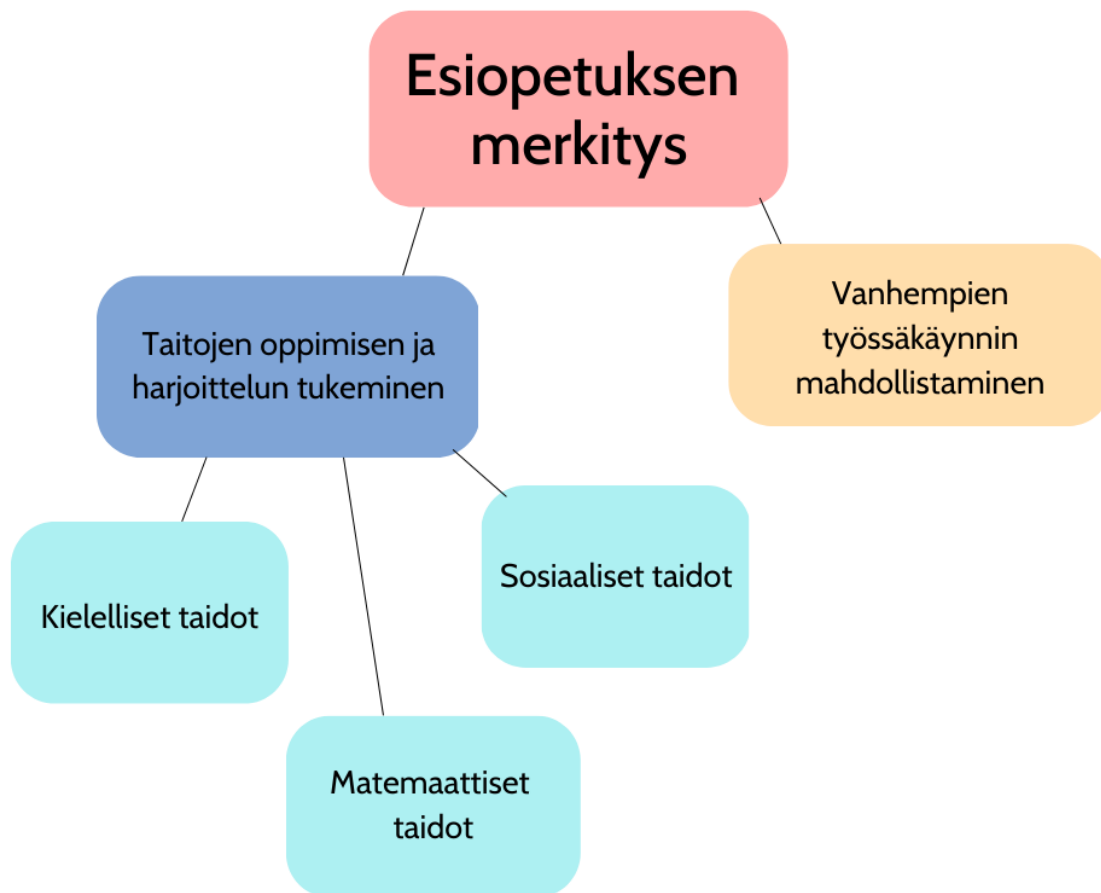 Esiopetuksen
merkitys
Taitojen oppimisen ja
harjoittelun tukeminen
Vanhempien
työssäkäynnin
mahdollistaminen
Kielelliset taidot
Matemaattiset
taidot
Sosiaaliset taidot